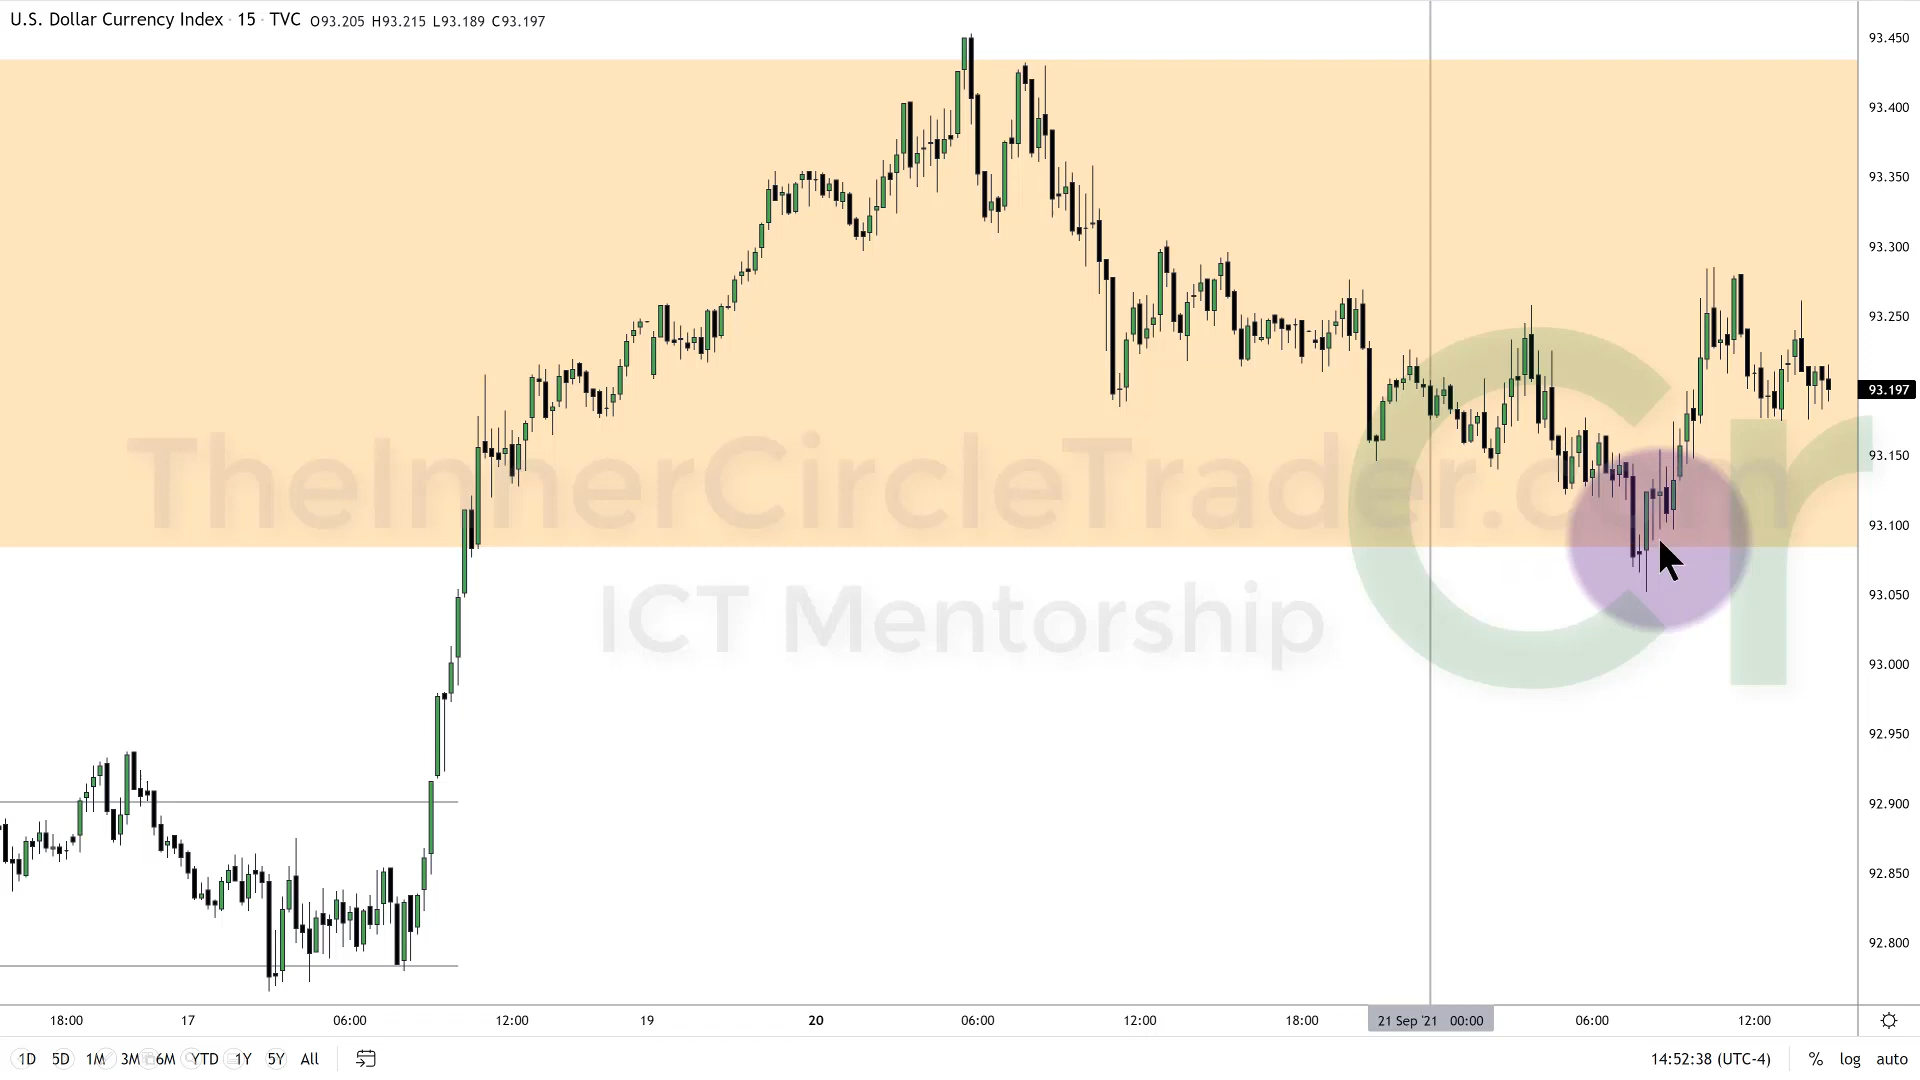 U.S. Dollar Currency Index · 15 · TVC O93.205 H93.215 L93.189 C93.197
93.450
93.400
93.350
93.300
93.250
93.197
93.150
93.100
93.050
93.000
92.950
92.900
92.850
92.800
TheInnerCircleTrader.com
ICT Mentorship
Cr
18:00 17 06:00 12:00 19 20 06:00 12:00 18:00 21 Sep '21 00:00 06:00 12:00
1D 5D 1M 3M 6M YTD 1Y 5Y All 14:52:38 (UTC-4) % log auto